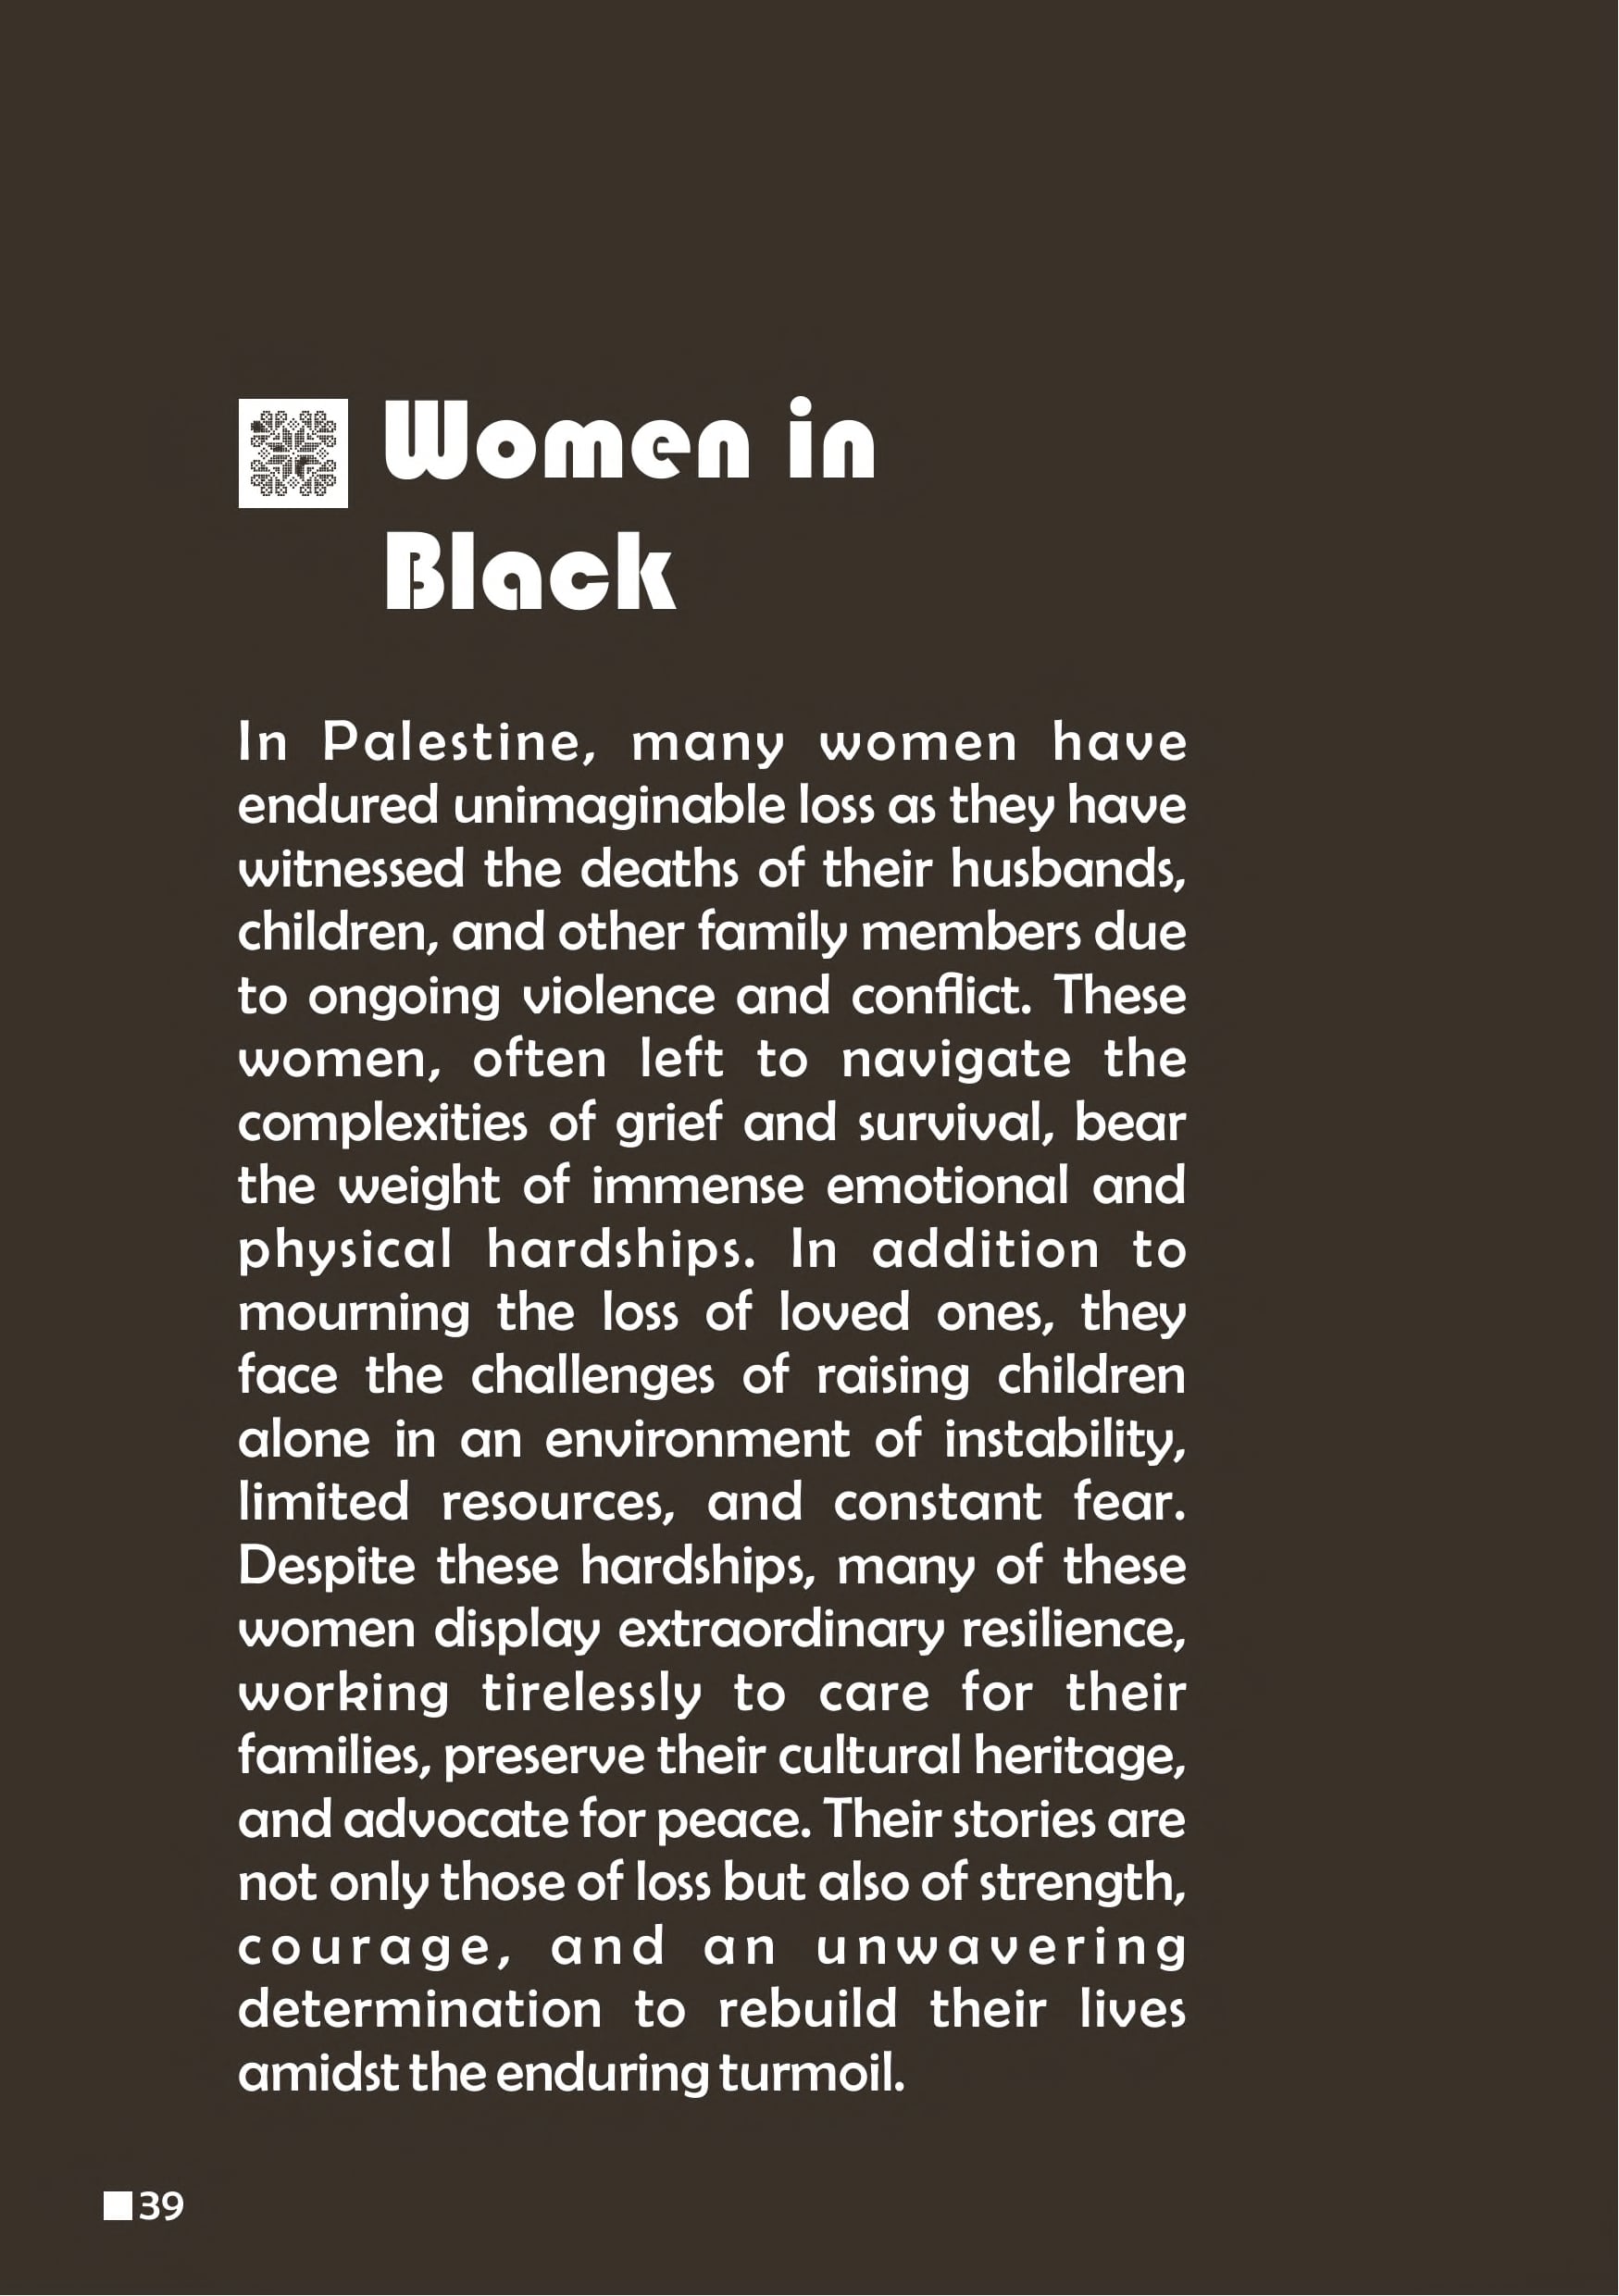 Women in
Black
In Palestine, many women have
endured unimaginable loss as they have
witnessed the deaths of their husbands,
children, and other family members due
to ongoing violence and conflict. These
women, often left to navigate the
complexities of grief and survival, bear
the weight of immense emotional and
physical hardships. In addition to
mourning the loss of loved ones, they
face the challenges of raising children
alone in an environment of instability,
limited resources, and constant fear.
Despite these hardships, many of these
women display extraordinary resilience,
working tirelessly to care for their
families, preserve their cultural heritage,
and advocate for peace. Their stories are
not only those of loss but also of strength,
courage, and an unwavering
determination to rebuild their lives
amidst the enduring turmoil.
39